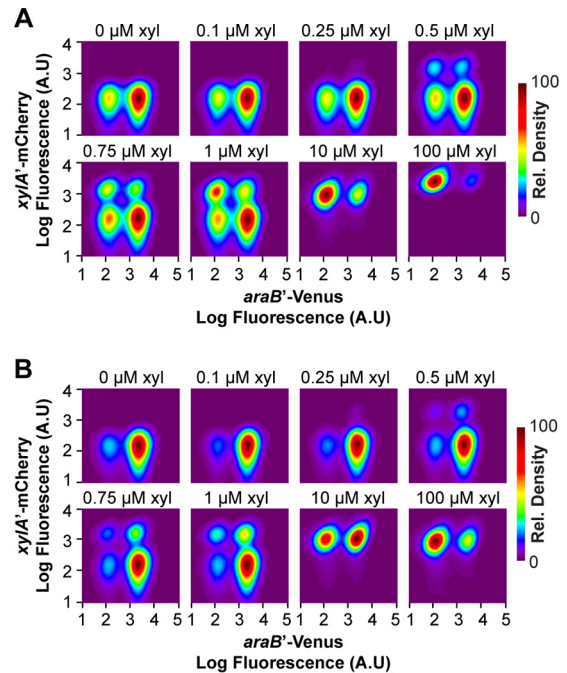 A
0 µM xyl 0.1 µM xyl 0.25 µM xyl 0.5 µM xyl
4
3
2
1
xylA'-mCherry
Log Fluorescence (A.U)
0.75 µM xyl 1 µM xyl 10 µM xyl 100 µM xyl
4
3
2
1
1 2 3 4 5 1 2 3 4 5 1 2 3 4 5 1 2 3 4 5
araB'-Venus
Log Fluorescence (A.U)
100
Rel. Density
0
B
0 µM xyl 0.1 µM xyl 0.25 µM xyl 0.5 µM xyl
4
3
2
1
xylA'-mCherry
Log Fluorescence (A.U)
0.75 µM xyl 1 µM xyl 10 µM xyl 100 µM xyl
4
3
2
1
1 2 3 4 5 1 2 3 4 5 1 2 3 4 5 1 2 3 4 5
araB'-Venus
Log Fluorescence (A.U)
100
Rel. Density
0